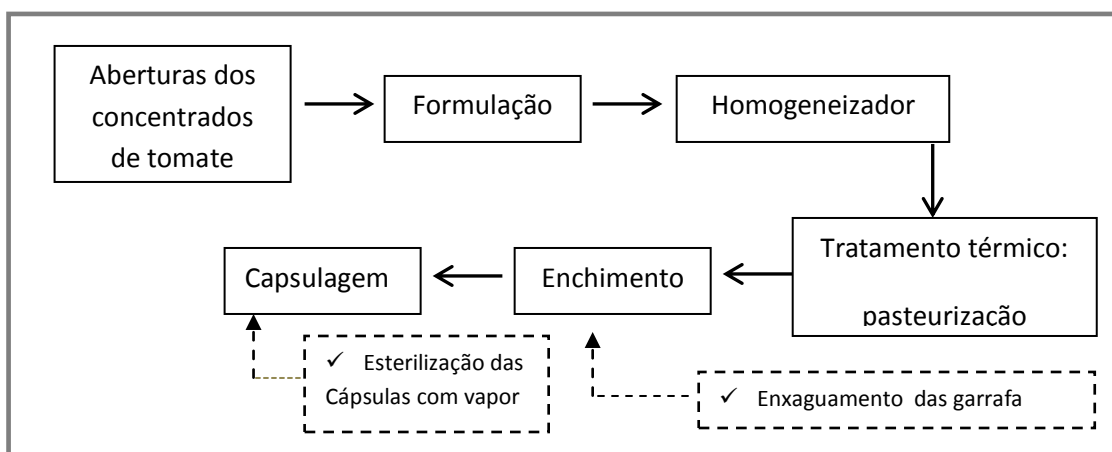 Aberturas dos
concentrados
de tomate
Formulação
Homogeneizador
Tratamento térmico:
pasteurização
Enchimento
Capsulagem
✓ Esterilização das
Cápsulas com vapor
✓ Enxaguamento das garrafa